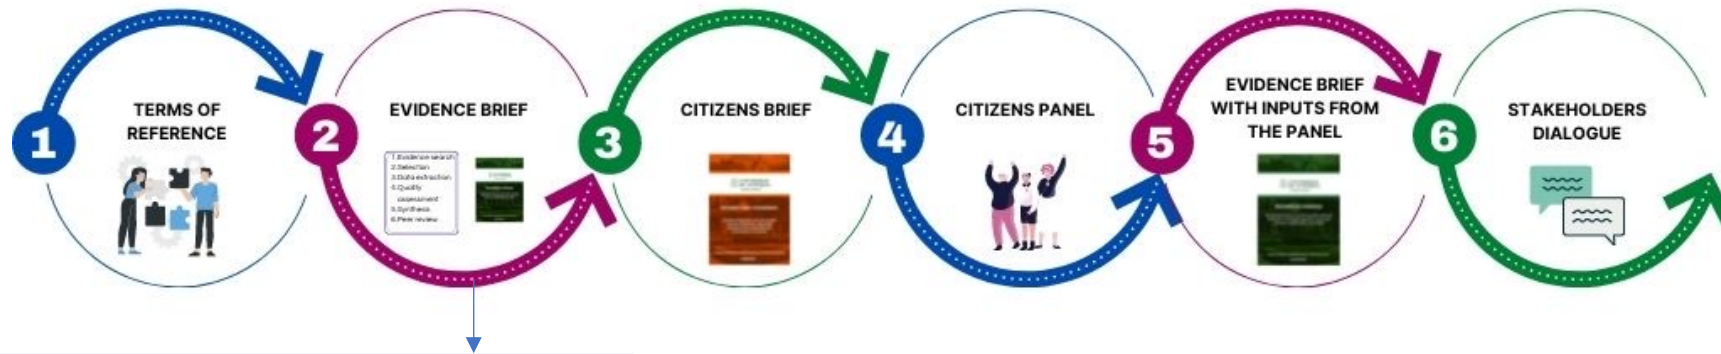 1
TERMS OF
REFERENCE
2
EVIDENCE BRIEF
1.Evidence search
2.Selection
3.Data extraction
4.Quality
assessment
5.Synthesis
6.Peer review
3
CITIZENS BRIEF
4
CITIZENS PANEL
5
EVIDENCE BRIEF
WITH INPUTS FROM
THE PANEL
6
STAKEHOLDERS
DIALOGUE